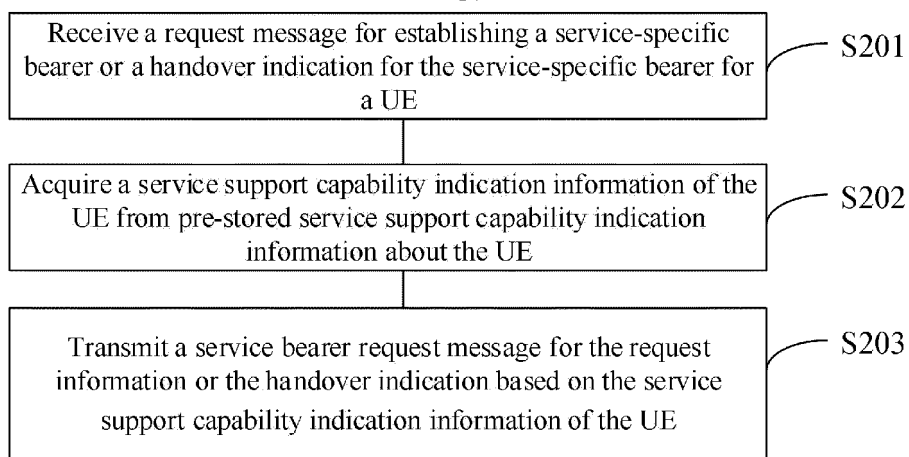 Receive a request message for establishing a service-specific
bearer or a handover indication for the service-specific bearer for
a UE
S201
Acquire a service support capability indication information of the
UE from pre-stored service support capability indication
information about the UE
S202
Transmit a service bearer request message for the request
information or the handover indication based on the service
support capability indication information of the UE
S203